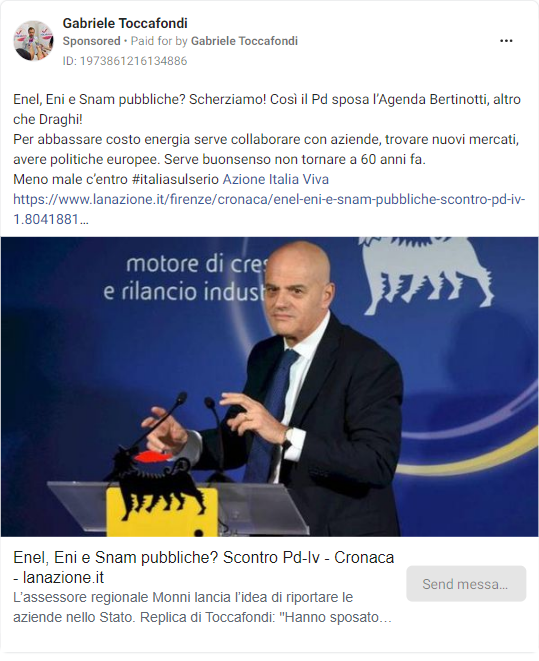 Gabriele Toccafondi
Sponsored • Paid for by Gabriele Toccafondi
ID: 1973861216134886
Enel, Eni e Snam pubbliche? Scherziamo! Così il Pd sposa l'Agenda Bertinotti, altro
che Draghi!
Per abbassare costo energia serve collaborare con aziende, trovare nuovi mercati,
avere politiche europee. Serve buonsenso non tornare a 60 anni fa.
Meno male c'entro #italiasulserio Azione Italia Viva
https://www.lanazione.it/firenze/cronaca/enel-eni-e-snam-pubbliche-scontro-pd-iv-
1.8041881…
motore di cres
e rilancio indust
Enel, Eni e Snam pubbliche? Scontro Pd-Iv - Cronaca
- lanazione.it
L'assessore regionale Monni lancia l'idea di riportare le
aziende nello Stato. Replica di Toccafondi: "Hanno sposato…
Send messa…